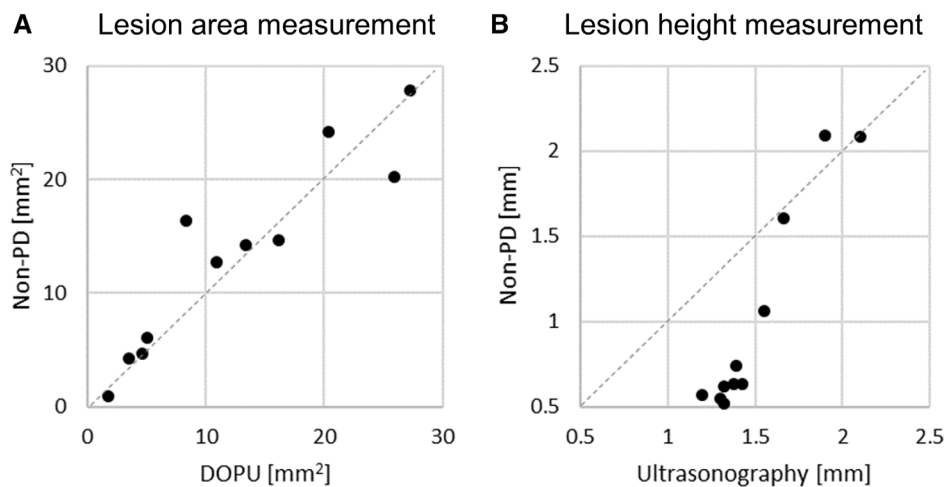 A Lesion area measurement
30
20
10
0
0 10 20 30
Non-PD [mm²]
DOPU [mm²]
B Lesion height measurement
2.5
2
1.5
1
0.5
0.5 1 1.5 2 2.5
Non-PD [mm]
Ultrasonography [mm]